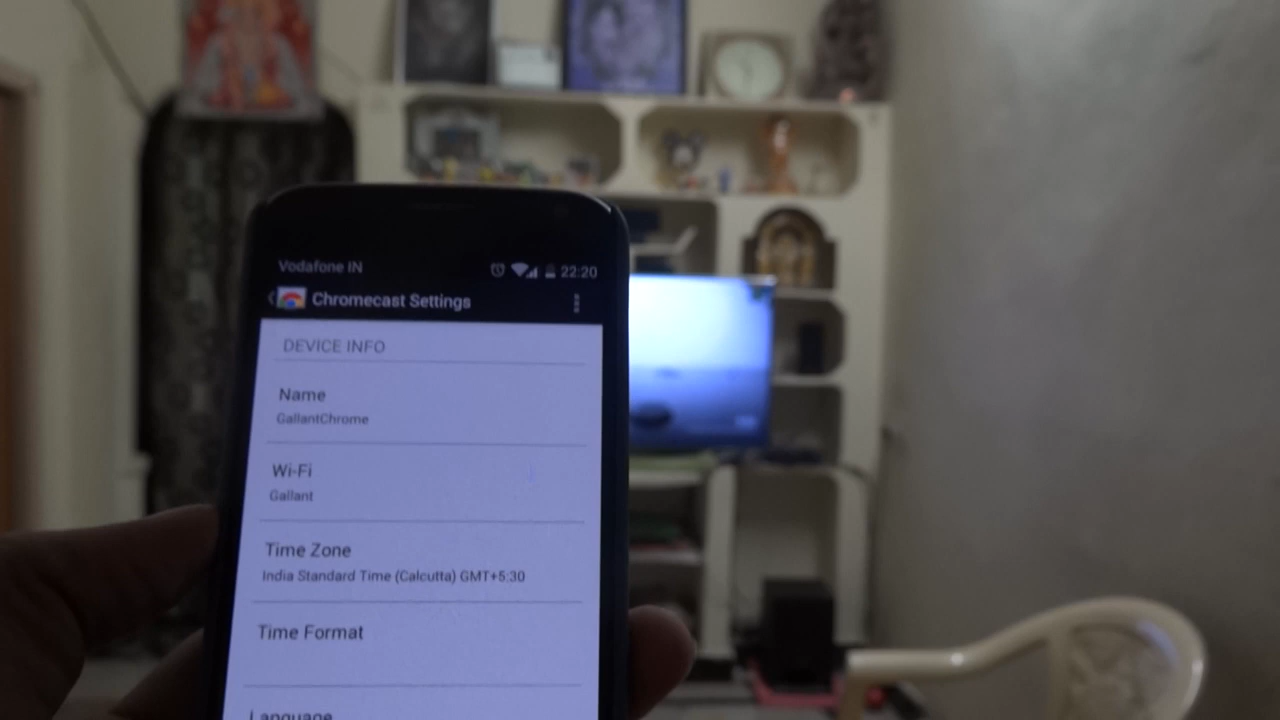 Vodafone IN
22:20
Chromecast Settings
DEVICE INFO
Name
GallantChrome
Wi-Fi
Gallant
Time Zone
India Standard Time (Calcutta) GMT+5:30
Time Format
Language